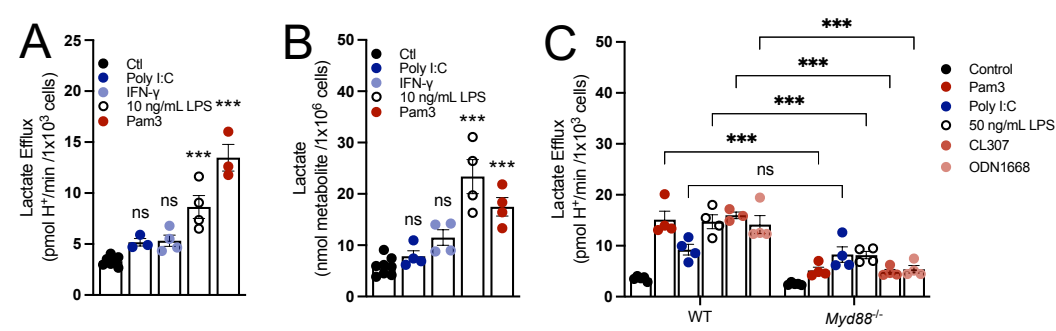 A
Lactate Efflux
(pmol H⁺/min /1x10³ cells)
25
20
15
10
5
0
Ctl
Poly I:C
IFN-γ
10 ng/mL LPS
Pam3
ns
ns
***
***
B
Lactate
(nmol metabolite /1x10⁶ cells)
50
40
30
20
10
0
Ctl
Poly I:C
IFN-γ
10 ng/mL LPS
Pam3
ns
ns
***
***
C
Lactate Efflux
(pmol H⁺/min /1x10³ cells)
50
40
30
20
10
0
***
***
***
***
ns
WT
Myd88⁻/⁻
Control
Pam3
Poly I:C
50 ng/mL LPS
CL307
ODN1668